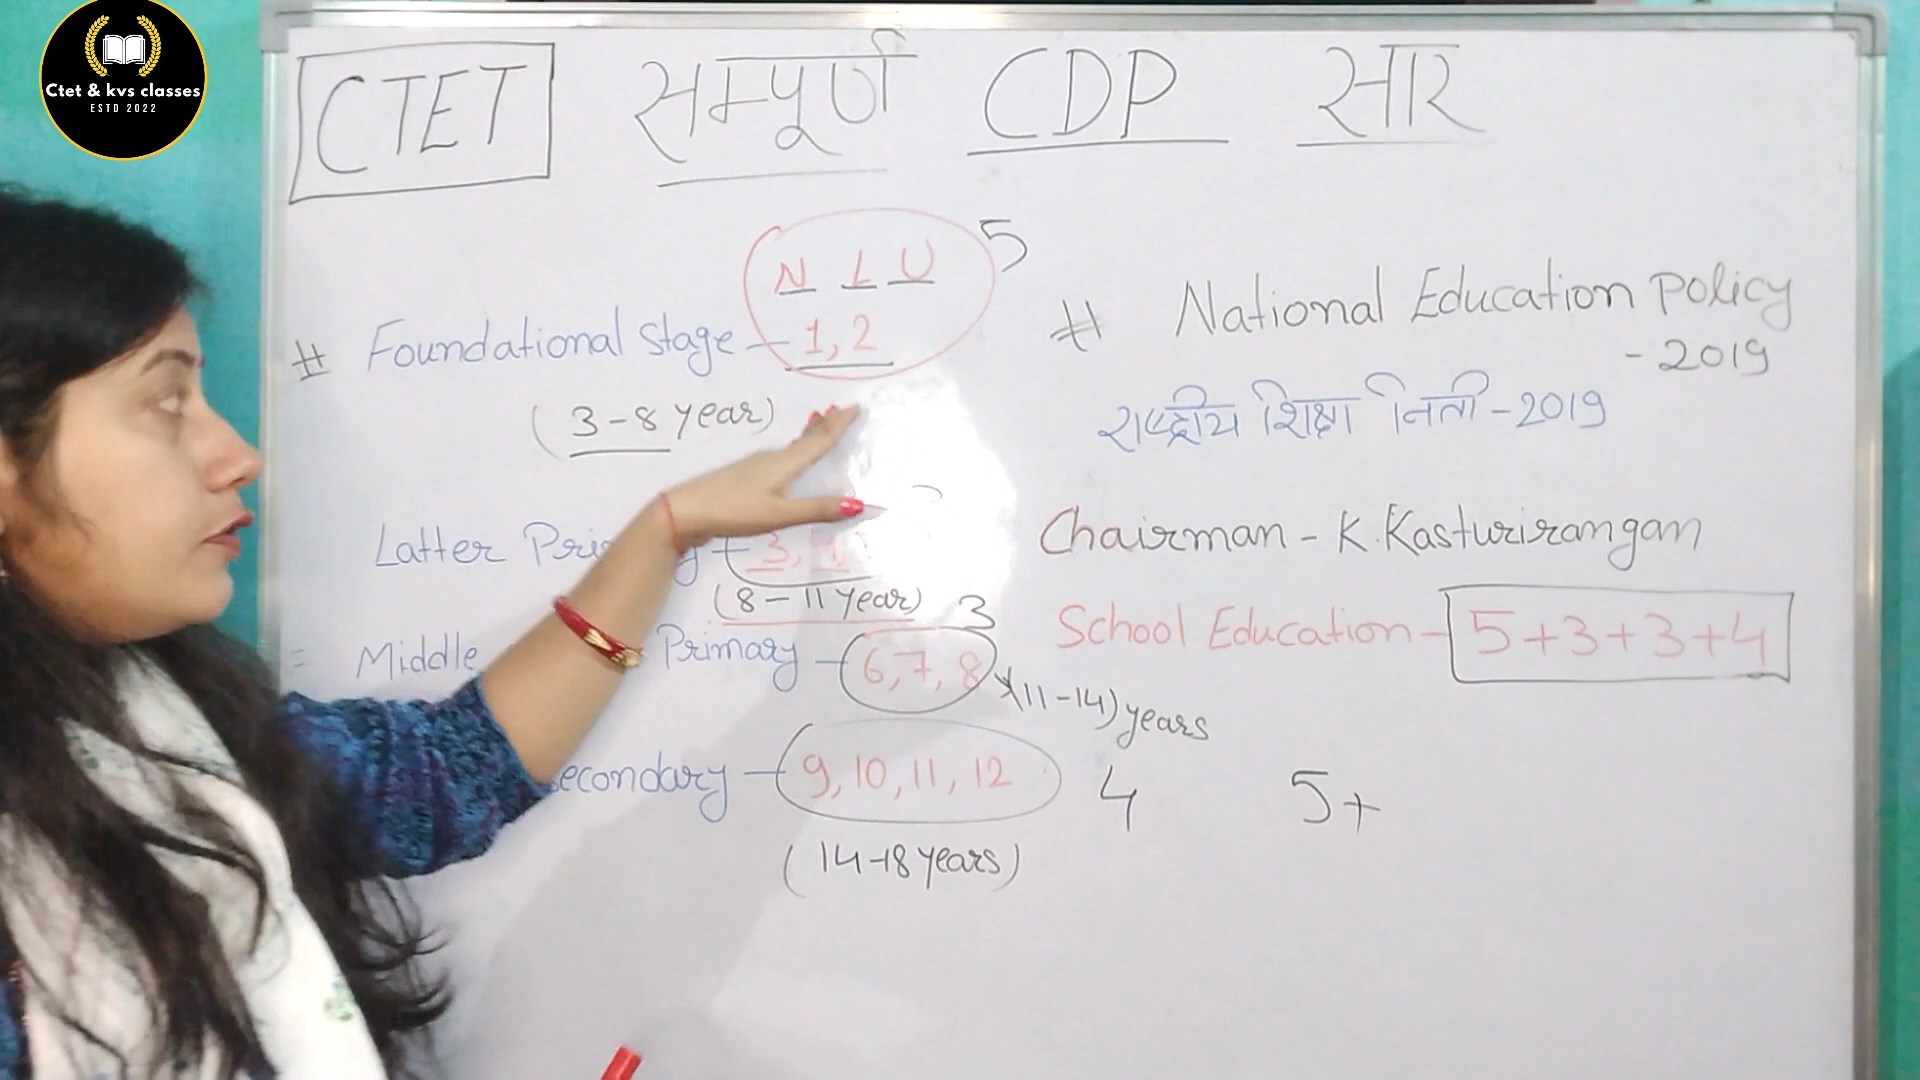 Ctet & kvs classes
ESTD 2022
CTET सम्पूर्ण CDP सार
N L U 5
# Foundational Stage - 1, 2
(3-8 year)
Latter - 3,
(8-11 year)
= Middle Primary - 6, 7, 8 3
(11-14) years
Secondary - 9, 10, 11, 12 4
(14-18 years)
# National Education Policy
- 2019
राष्ट्रीय शिक्षा निती - 2019
Chairman - K. Kasturirangan
School Education - 5+3+3+4
5+